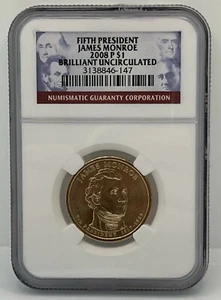 FIFTH PRESIDENT
JAMES MONROE
2008 P $1
BRILLIANT UNCIRCULATED
3138846-147
NUMISMATIC GUARANTY CORPORATION
JAMES MONROE